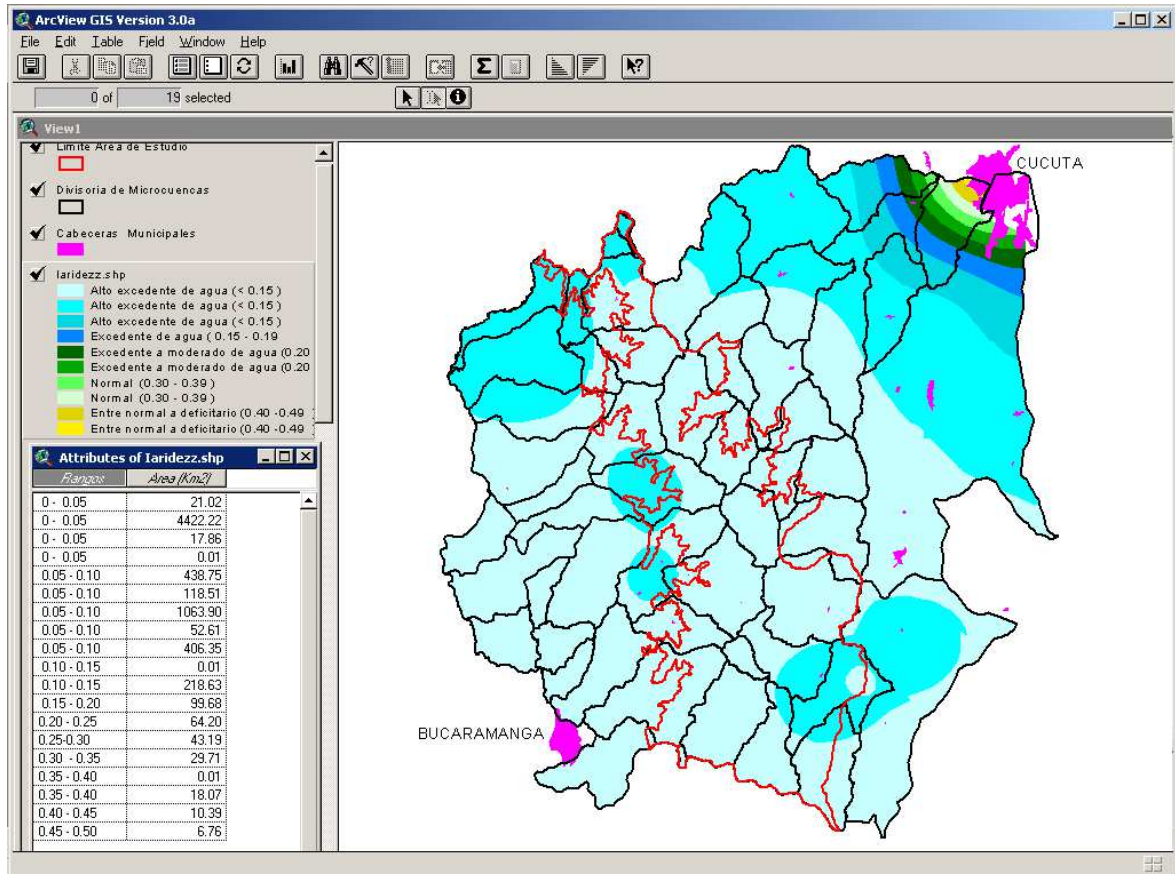 ArcView GIS Version 3.0a
File Edit Table Field Window Help
0 of 19 selected
View1
Limite Area de Estudio
Divisoria de Microcuencas
Cabeceras Municipales
Iaridezz.shp
Alto excedente de agua (< 0.15 )
Alto excedente de agua (< 0.15 )
Alto excedente de agua (< 0.15 )
Excedente de agua ( 0.15 - 0.19
Excedente a moderado de agua (0.20
Excedente a moderado de agua (0.20
Normal (0.30 - 0.39 )
Normal (0.30 - 0.39 )
Entre normal a deficitario (0.40 -0.49 )
Entre normal a deficitario (0.40 -0.49
Attributes of Iaridezz.shp
Rangos Area (Km2)
0 - 0.05 21.02
0 - 0.05 4422.22
0 - 0.05 17.86
0 - 0.05 0.01
0.05 - 0.10 438.75
0.05 - 0.10 118.51
0.05 - 0.10 1063.90
0.05 - 0.10 52.61
0.05 - 0.10 406.35
0.10 - 0.15 0.01
0.10 - 0.15 218.63
0.15 - 0.20 99.68
0.20 - 0.25 64.20
0.25-0.30 43.19
0.30 - 0.35 29.71
0.35 - 0.40 0.01
0.35 - 0.40 18.07
0.40 - 0.45 10.39
0.45 - 0.50 6.76
CUCUTA
BUCARAMANGA